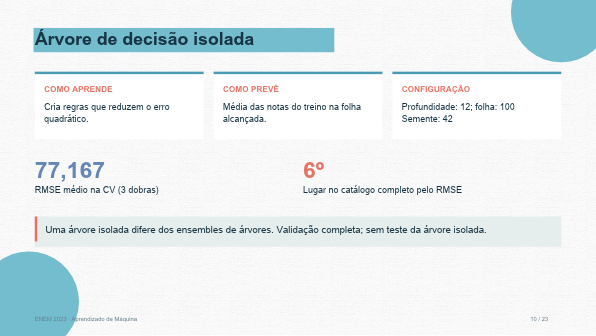 Árvore de decisão isolada
COMO APRENDE
Cria regras que reduzem o erro
quadrático.
COMO PREVÊ
Média das notas do treino na folha
alcançada.
CONFIGURAÇÃO
Profundidade: 12; folha: 100
Semente: 42
77,167
RMSE médio na CV (3 dobras)
6º
Lugar no catálogo completo pelo RMSE
Uma árvore isolada difere dos ensembles de árvores. Validação completa; sem teste da árvore isolada.
ENEM 2023 · Aprendizado de Máquina
10 / 23